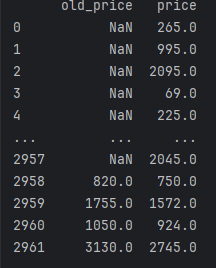 old_price price
0 NaN 265.0
1 NaN 995.0
2 NaN 2095.0
3 NaN 69.0
4 NaN 225.0
... ... ...
2957 NaN 2045.0
2958 820.0 750.0
2959 1755.0 1572.0
2960 1050.0 924.0
2961 3130.0 2745.0